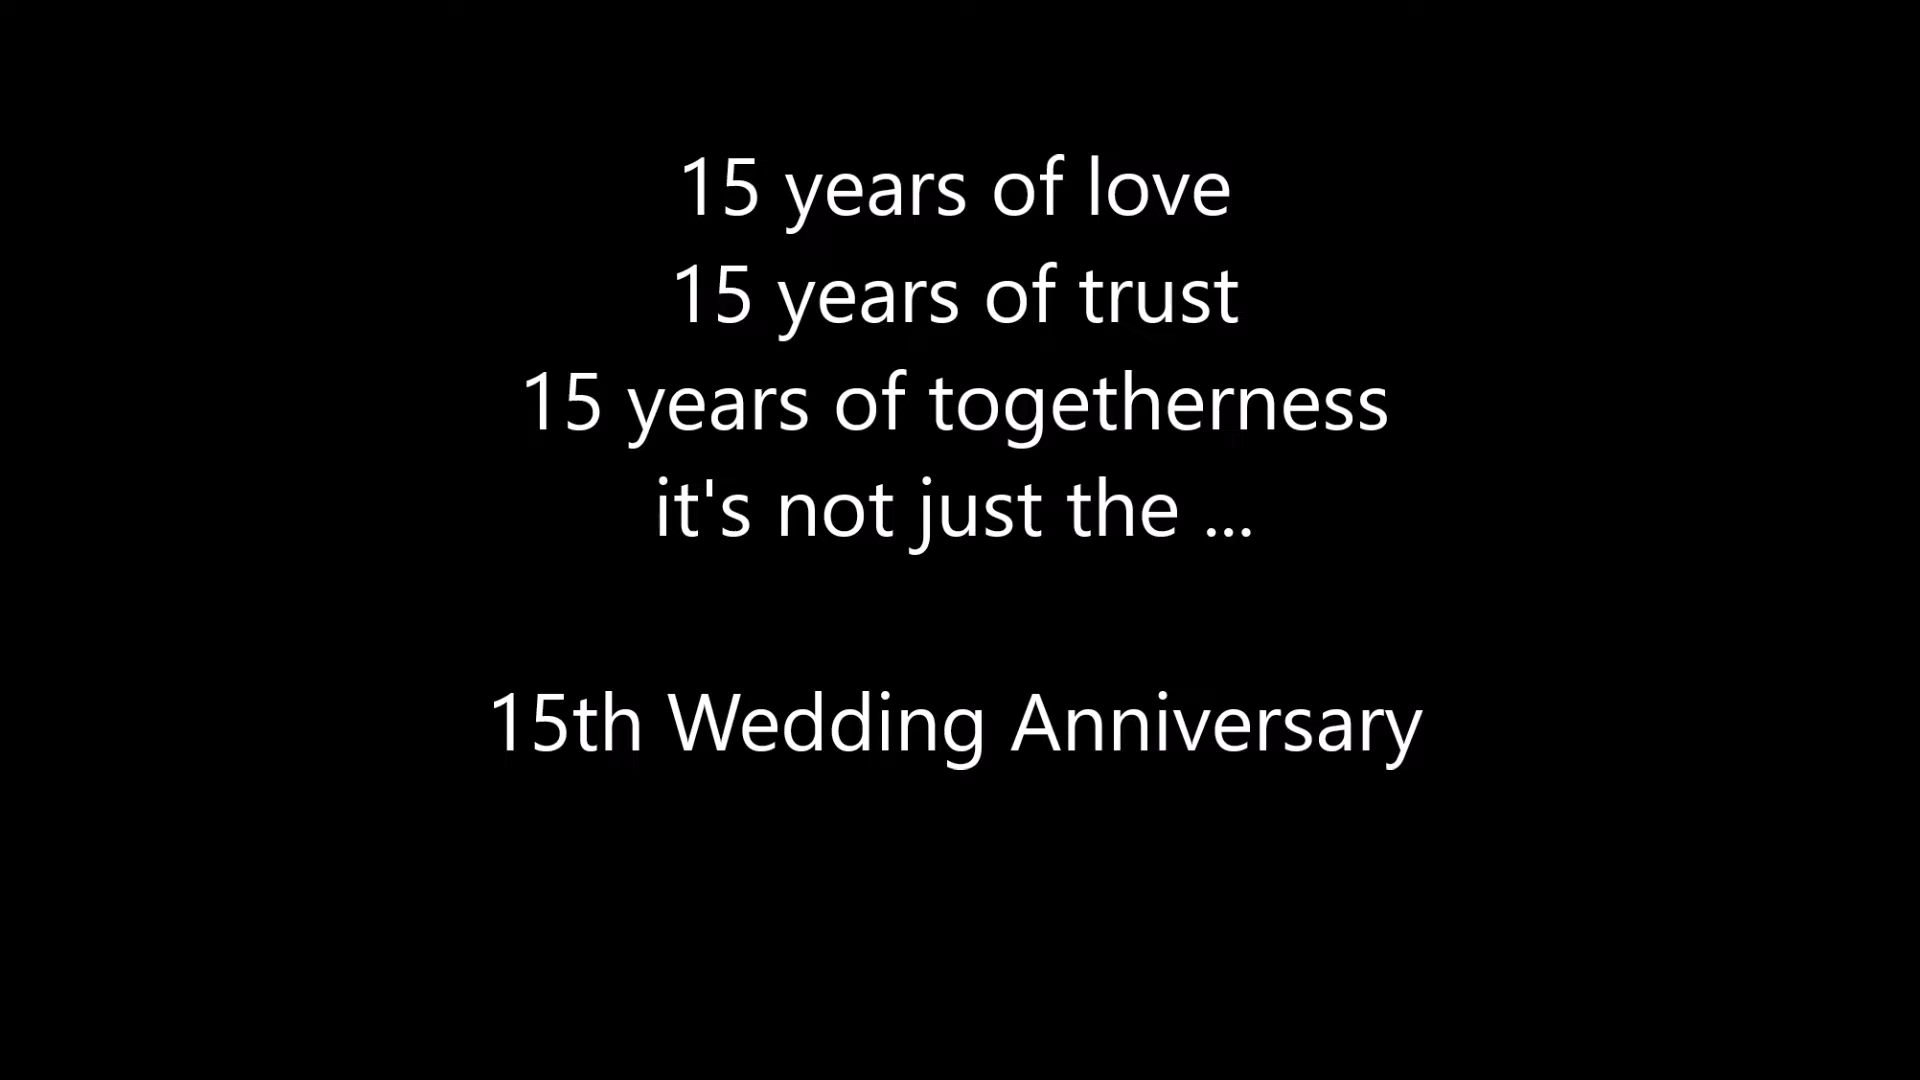 15 years of love
15 years of trust
15 years of togetherness
it's not just the ...
15th Wedding Anniversary